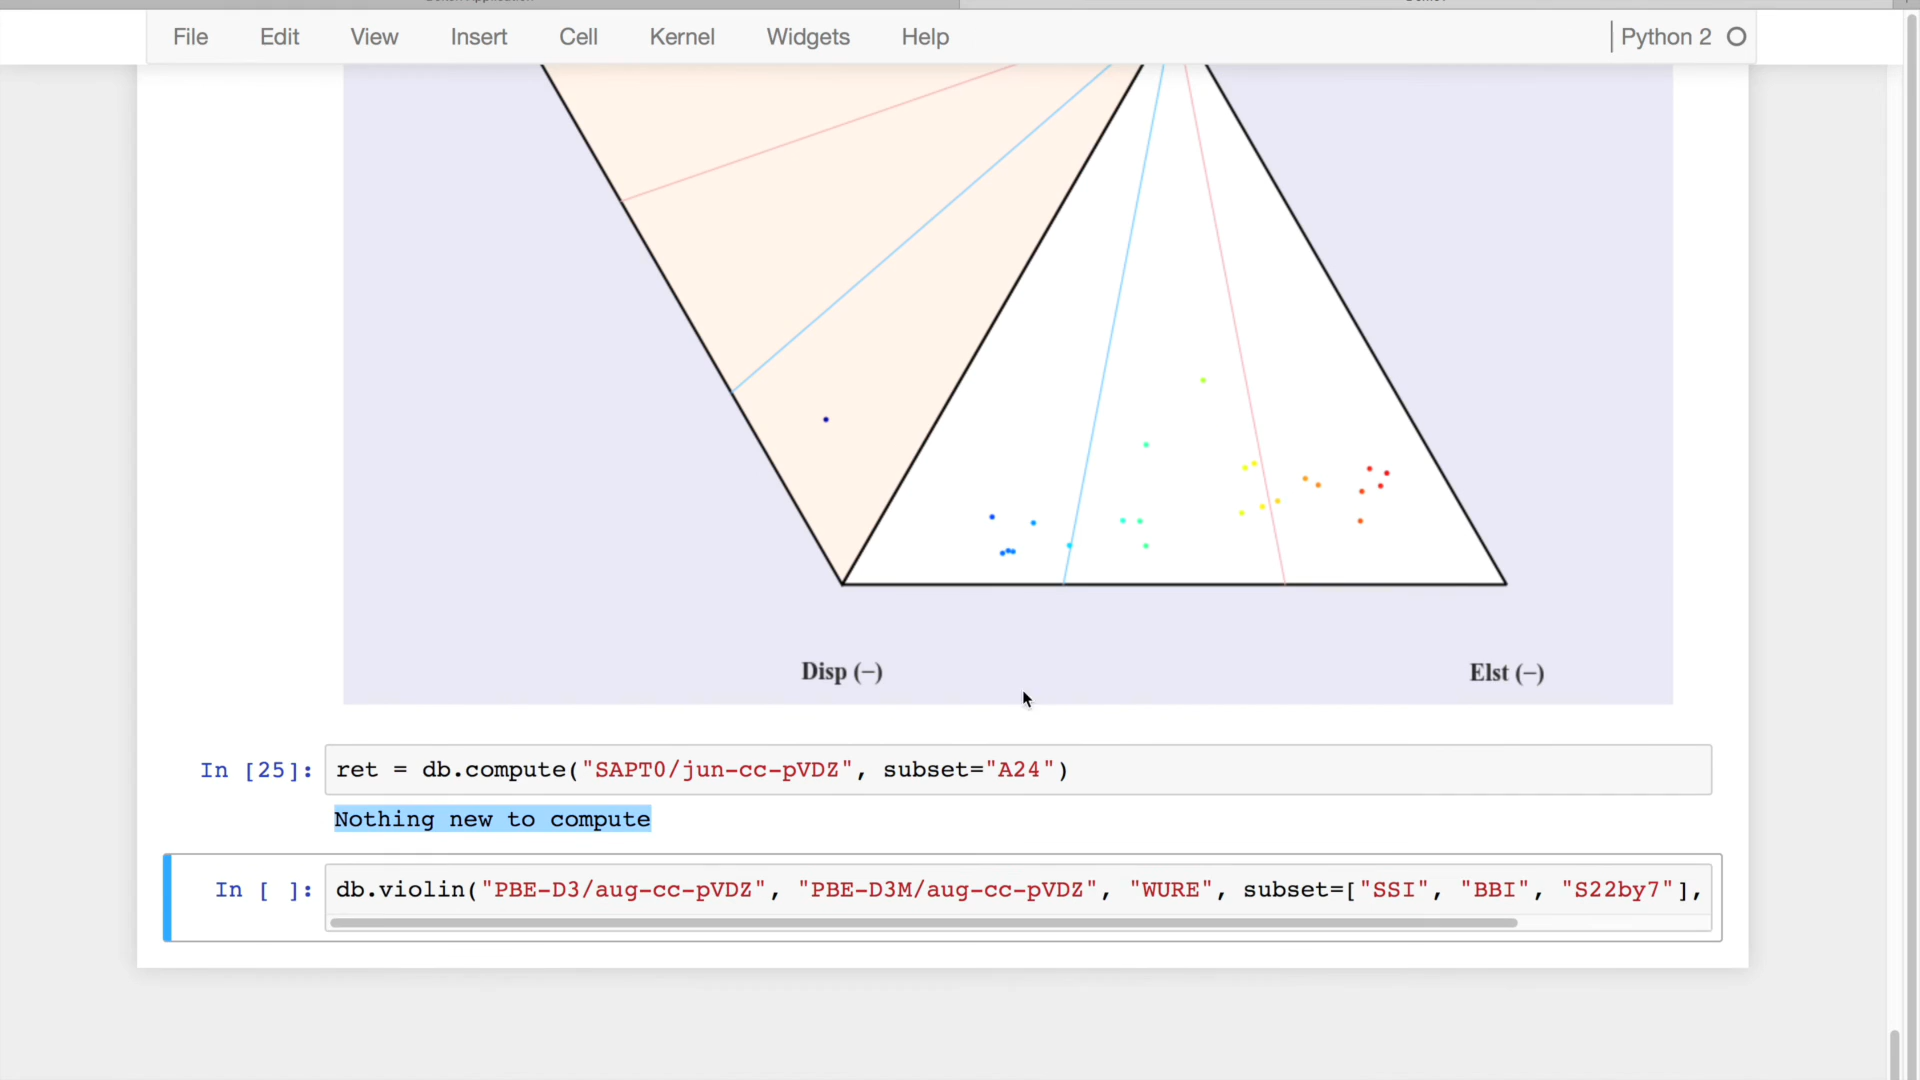 File Edit View Insert Cell Kernel Widgets Help Python 2
Disp (−) Elst (−)
In [25]: ret = db.compute("SAPT0/jun-cc-pVDZ", subset="A24")
Nothing new to compute
In [ ]: db.violin("PBE-D3/aug-cc-pVDZ", "PBE-D3M/aug-cc-pVDZ", "WURE", subset=["SSI", "BBI", "S22by7"],